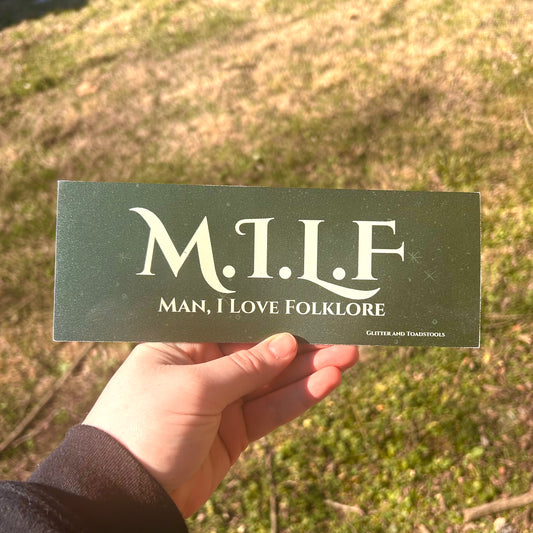 M.I.L.F
Man, I Love Folklore
Glitter and Toadstools